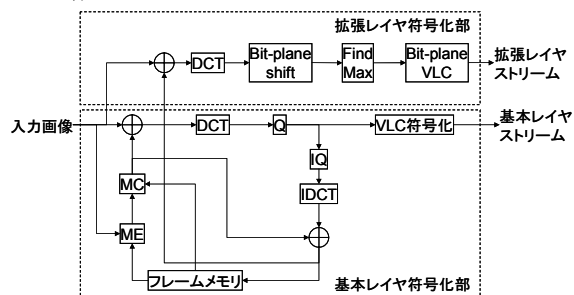 拡張レイヤ符号化部
DCT
Bit-plane
shift
Find
Max
Bit-plane
VLC
拡張レイヤ
ストリーム
入力画像
DCT
Q
VLC符号化
基本レイヤ
ストリーム
IQ
MC
IDCT
ME
フレームメモリ
基本レイヤ符号化部